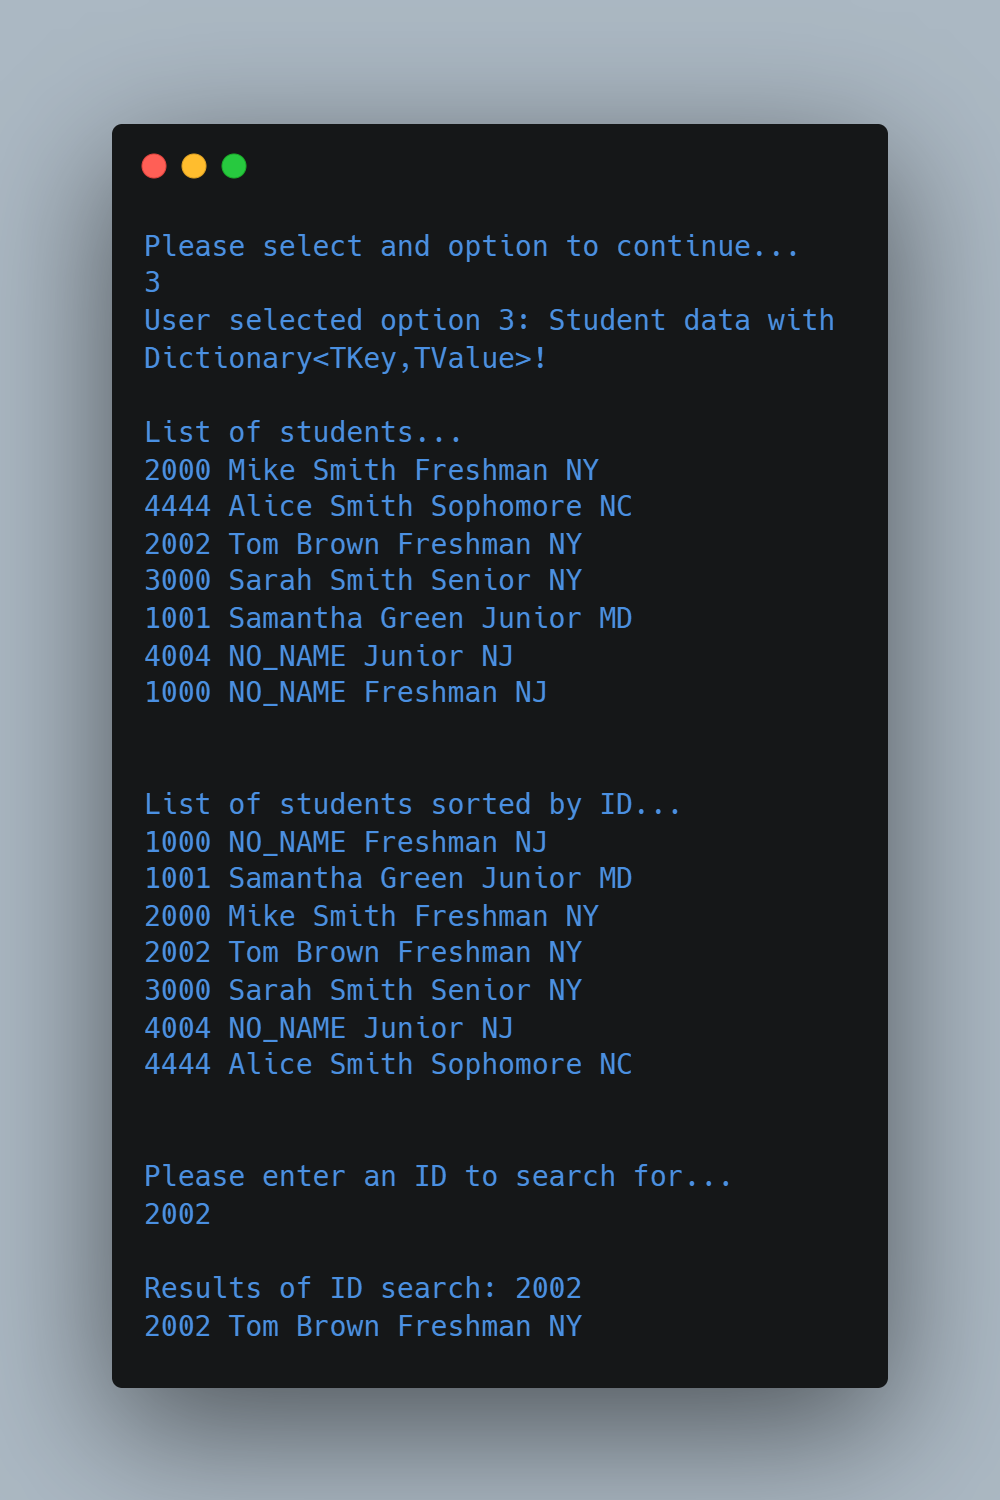 Please select and option to continue...
3
User selected option 3: Student data with
Dictionary<TKey,TValue>!
List of students...
2000 Mike Smith Freshman NY
4444 Alice Smith Sophomore NC
2002 Tom Brown Freshman NY
3000 Sarah Smith Senior NY
1001 Samantha Green Junior MD
4004 NO_NAME Junior NJ
1000 NO_NAME Freshman NJ
List of students sorted by ID...
1000 NO_NAME Freshman NJ
1001 Samantha Green Junior MD
2000 Mike Smith Freshman NY
2002 Tom Brown Freshman NY
3000 Sarah Smith Senior NY
4004 NO_NAME Junior NJ
4444 Alice Smith Sophomore NC
Please enter an ID to search for...
2002
Results of ID search: 2002
2002 Tom Brown Freshman NY